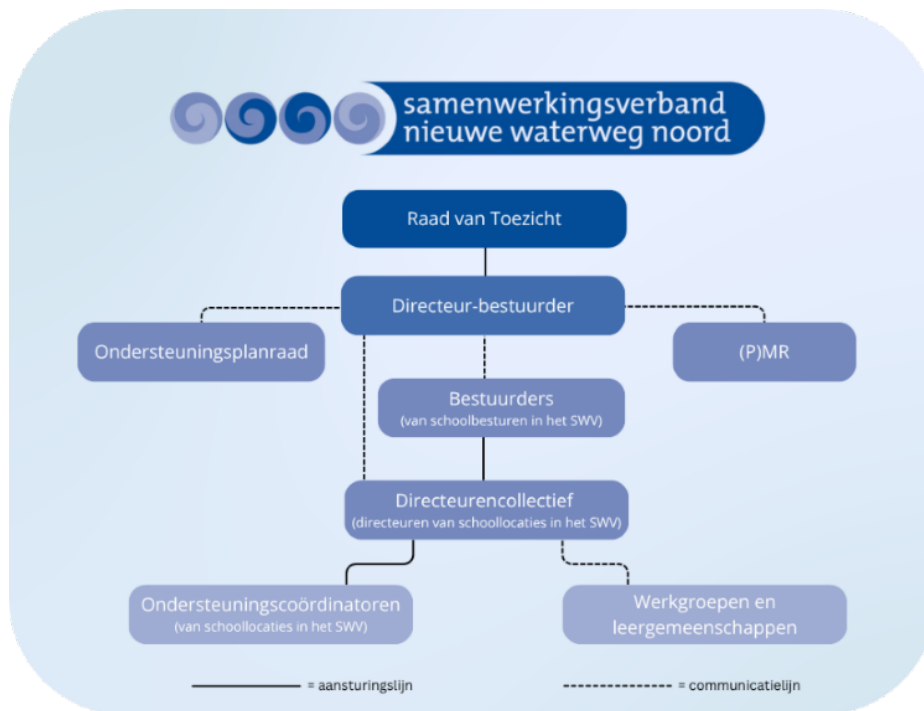 samenwerkingsverband
nieuwe waterweg noord
Raad van Toezicht
Directeur-bestuurder
Ondersteuningsplanraad
(P)MR
Bestuurders
(van schoolbesturen in het SWV)
Directeurencollectief
(directeuren van schoollocaties in het SWV)
Ondersteuningscoördinatoren
(van schoollocaties in het SWV)
Werkgroepen en
leergemeenschappen
= aansturingslijn
= communicatielijn